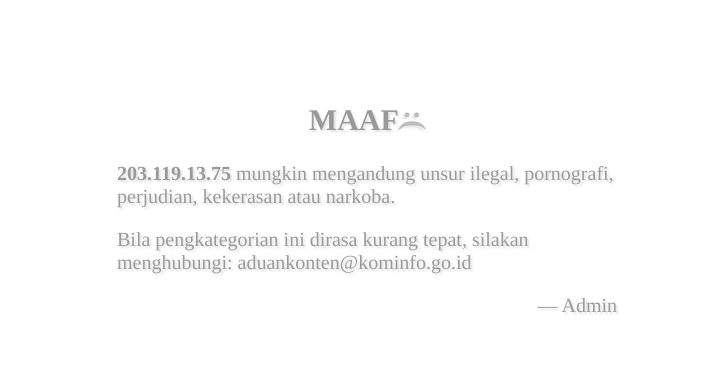 MAAF
203.119.13.75 mungkin mengandung unsur ilegal, pornografi,
perjudian, kekerasan atau narkoba.
Bila pengkategorian ini dirasa kurang tepat, silakan
menghubungi: aduankonten@kominfo.go.id
— Admin